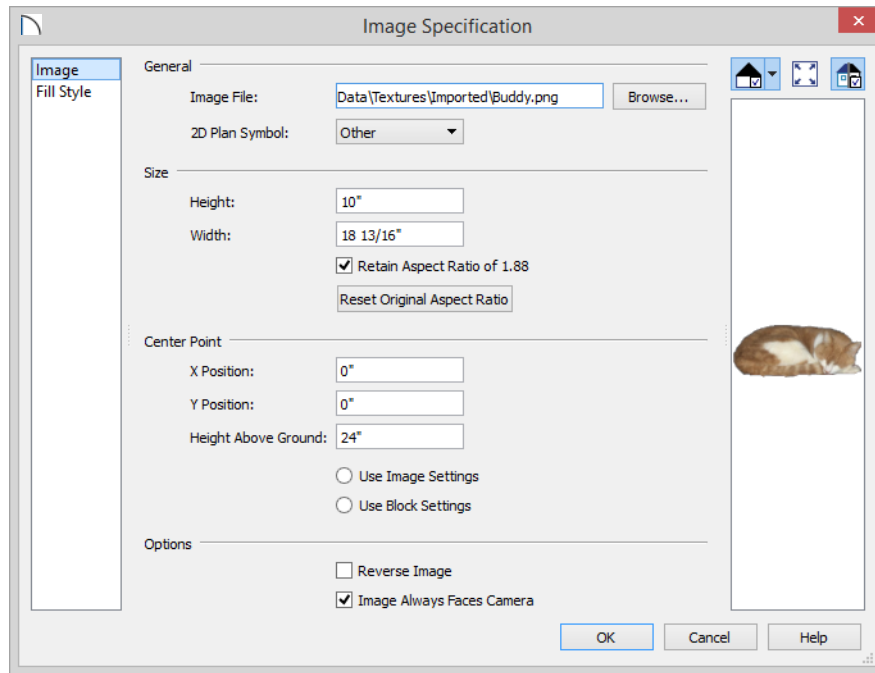 Image Specification
Image
Fill Style
General
Image File: Data\Textures\Imported\Buddy.png Browse...
2D Plan Symbol: Other
Size
Height: 10"
Width: 18 13/16"
Retain Aspect Ratio of 1.88
Reset Original Aspect Ratio
Center Point
X Position: 0"
Y Position: 0"
Height Above Ground: 24"
Use Image Settings
Use Block Settings
Options
Reverse Image
Image Always Faces Camera
OK Cancel Help